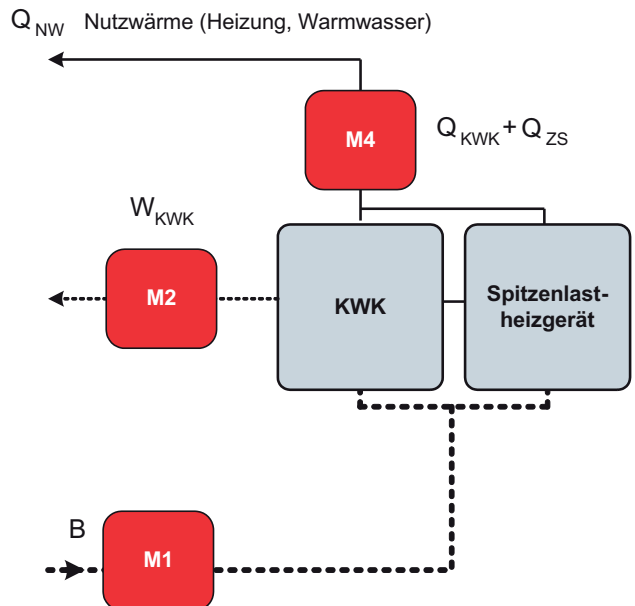 Q NW Nutzwärme (Heizung, Warmwasser)
M4
Q KWK + Q ZS
W KWK
M2
KWK
Spitzenlast-
heizgerät
B
M1